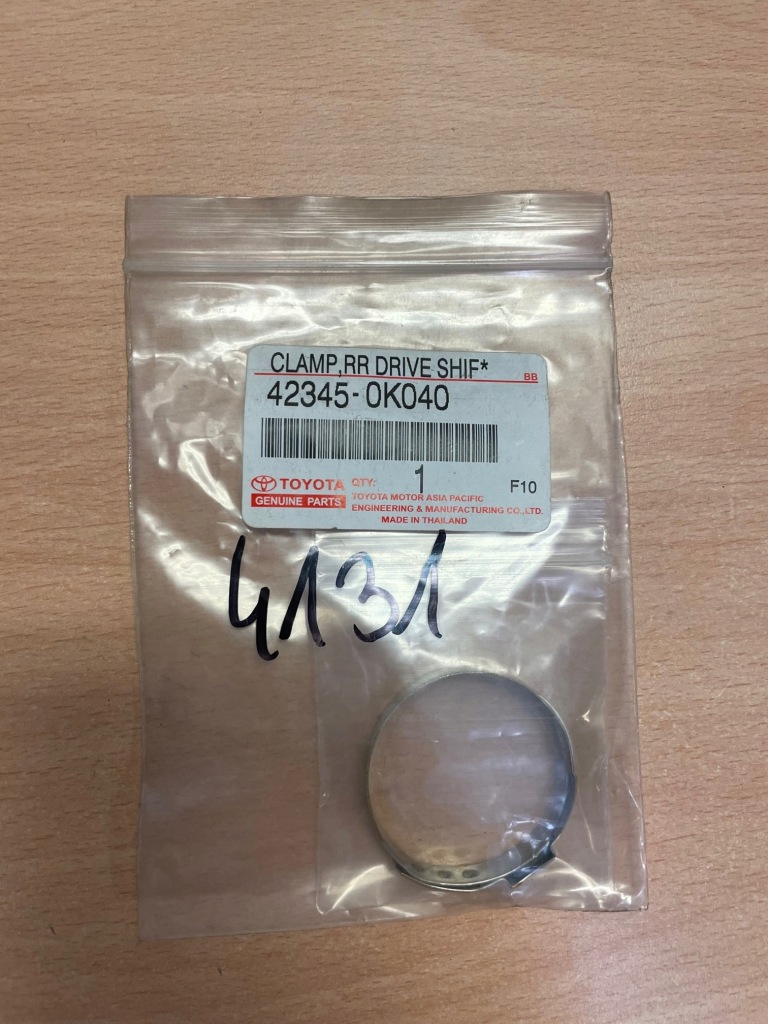 CLAMP,RR DRIVE SHIF*
BB
42345-0K040
TOYOTA QTY: 1 F10
GENUINE PARTS
TOYOTA MOTOR ASIA PACIFIC
ENGINEERING & MANUFACTURING CO.,LTD.
MADE IN THAILAND
4131